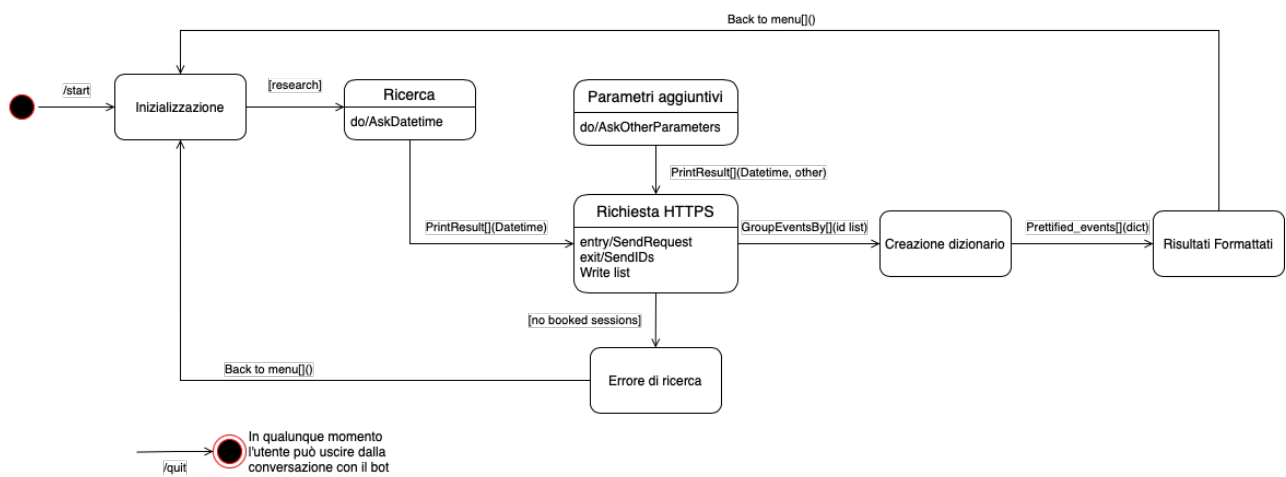 Back to menu[]()
/start
Inizializzazione
[research]
Ricerca
do/AskDatetime
Parametri aggiuntivi
do/AskOtherParameters
PrintResult[](Datetime, other)
PrintResult[](Datetime)
Richiesta HTTPS
entry/SendRequest
exit/SendIDs
Write list
GroupEventsBy[](id list)
Creazione dizionario
Prettified_events[](dict)
Risultati Formattati
[no booked sessions]
Errore di ricerca
Back to menu[]()
/quit
In qualunque momento
l'utente può uscire dalla
conversazione con il bot